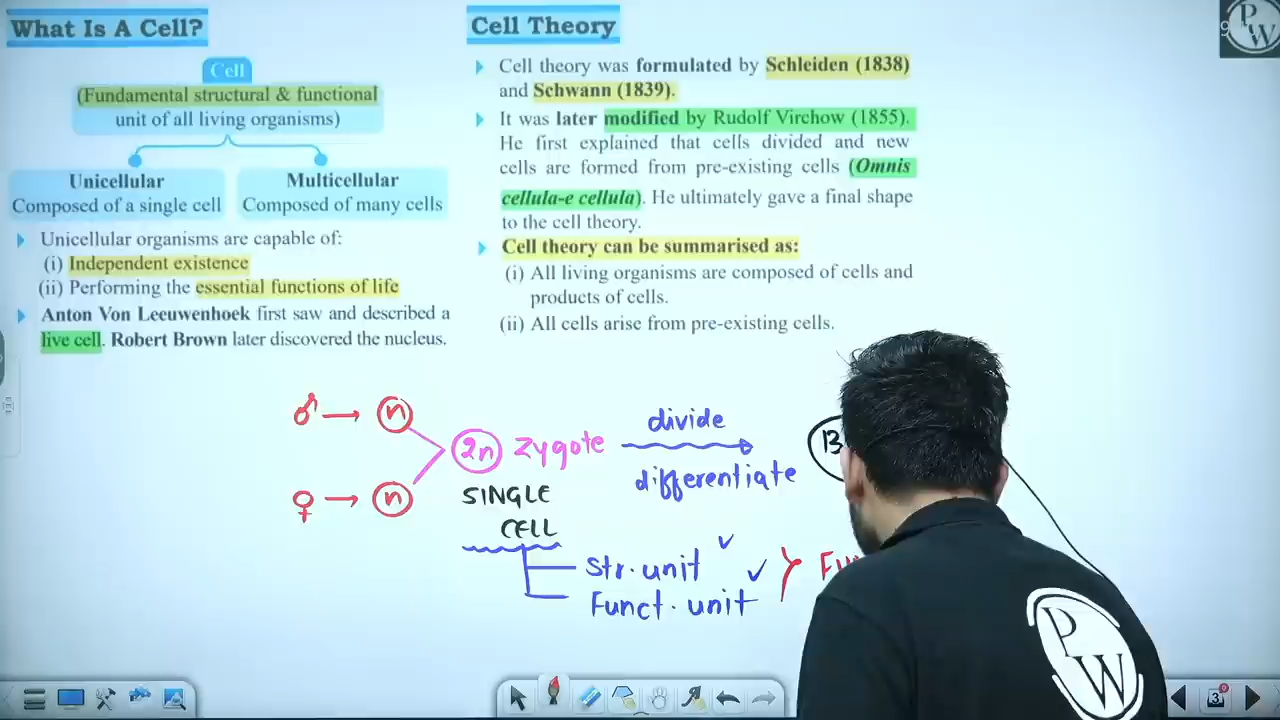 What Is A Cell?
Cell
(Fundamental structural & functional
unit of all living organisms)
Unicellular
Composed of a single cell
Multicellular
Composed of many cells
Unicellular organisms are capable of:
(i) Independent existence
(ii) Performing the essential functions of life
Anton Von Leeuwenhoek first saw and described a
live cell. Robert Brown later discovered the nucleus.
Cell Theory
Cell theory was formulated by Schleiden (1838)
and Schwann (1839).
It was later modified by Rudolf Virchow (1855).
He first explained that cells divided and new
cells are formed from pre-existing cells (Omnis
cellula-e cellula). He ultimately gave a final shape
to the cell theory.
Cell theory can be summarised as:
(i) All living organisms are composed of cells and
products of cells.
(ii) All cells arise from pre-existing cells.
♂ → n
♀ → n
2n zygote
SINGLE
CELL
divide
differentiate
Str. unit ✓
Funct. unit ✓
PW
PW
3